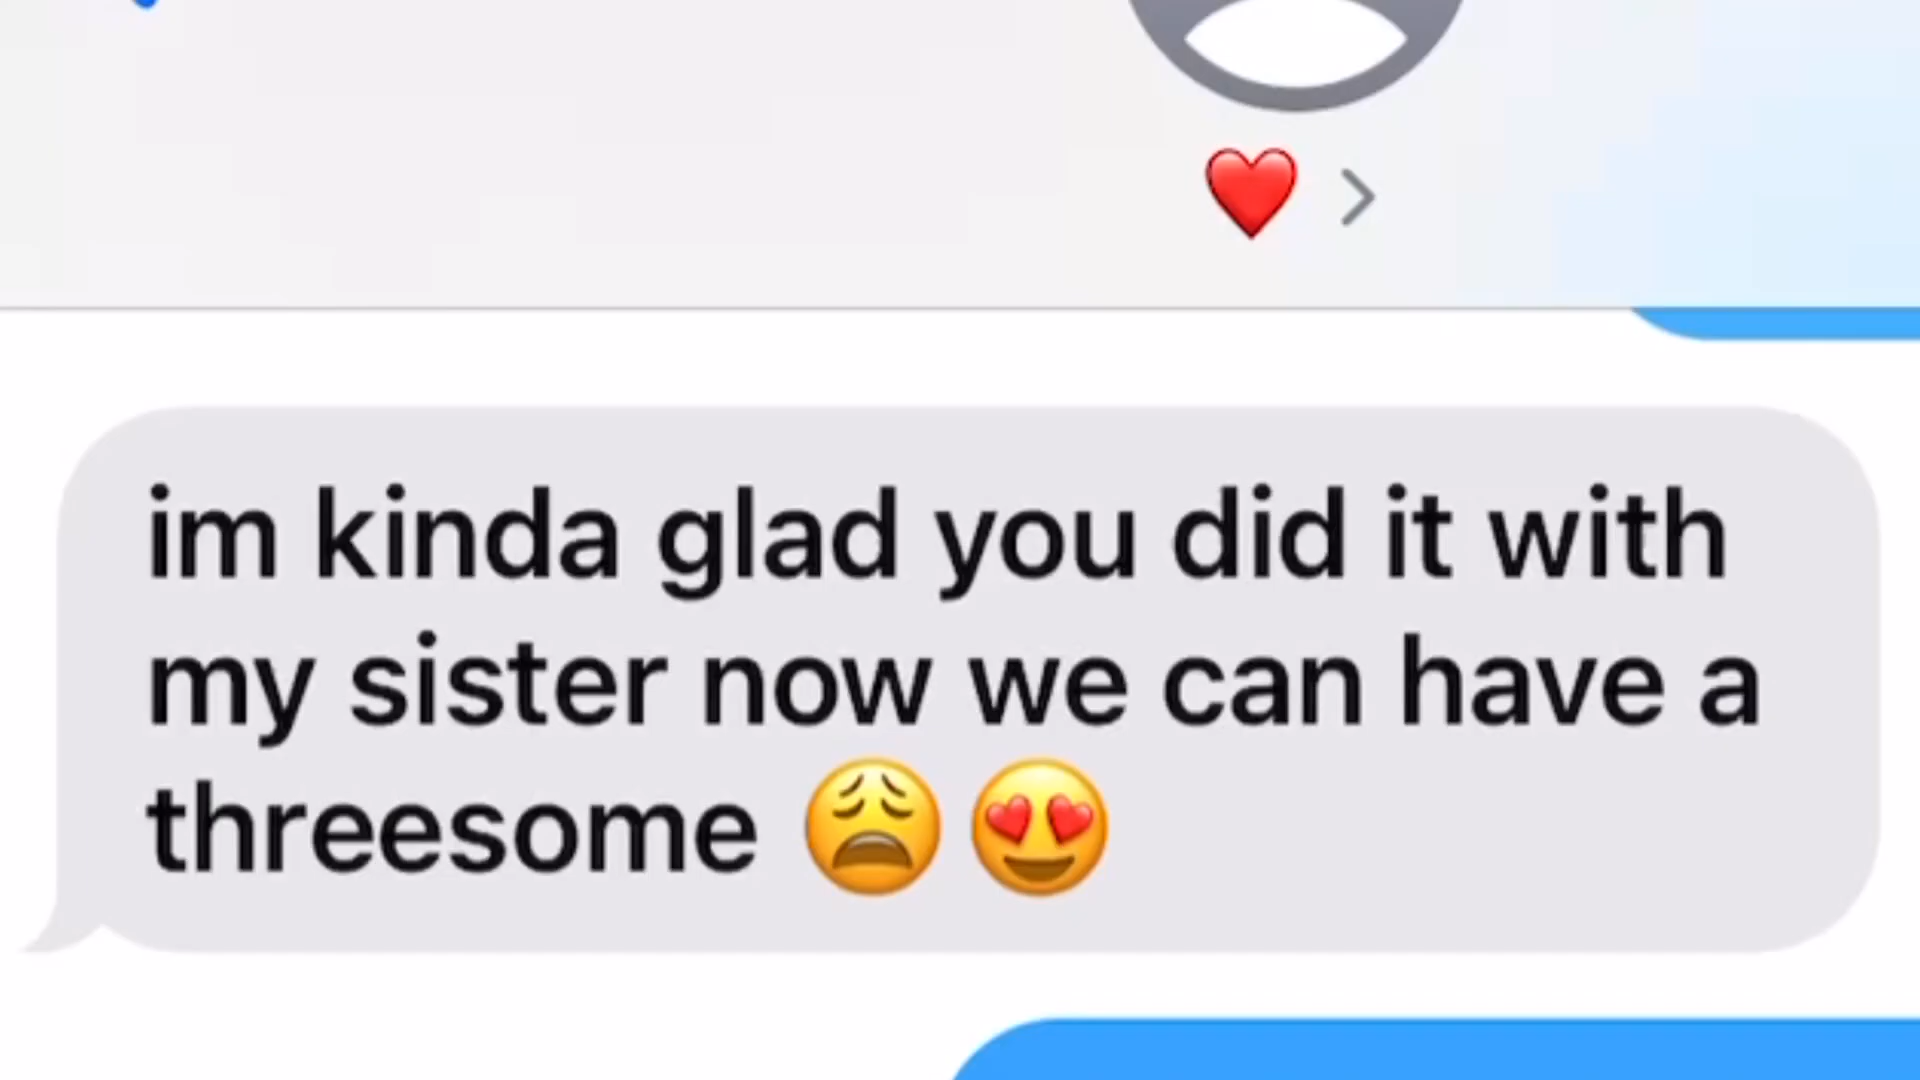 ❤️ >
im kinda glad you did it with
my sister now we can have a
threesome 😩😍